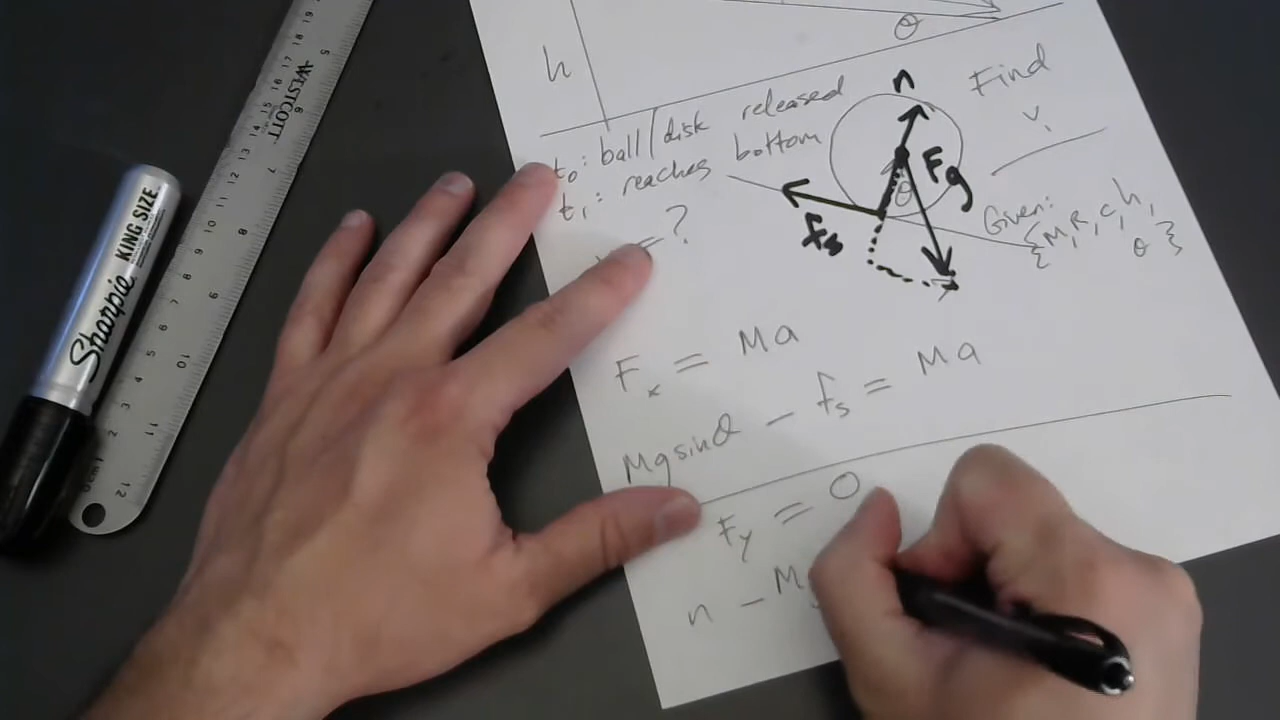 h
θ
t₀: ball/disk released
t₁: reaches bottom
= ?
n
Fg
θ
fs
Find
v₁
Given:
{M, R, c, h,
θ}
Fₓ = Ma
Mg sinθ - fs = Ma
Fy = 0
n - M
Sharpie
KING SIZE
WESTCOTT